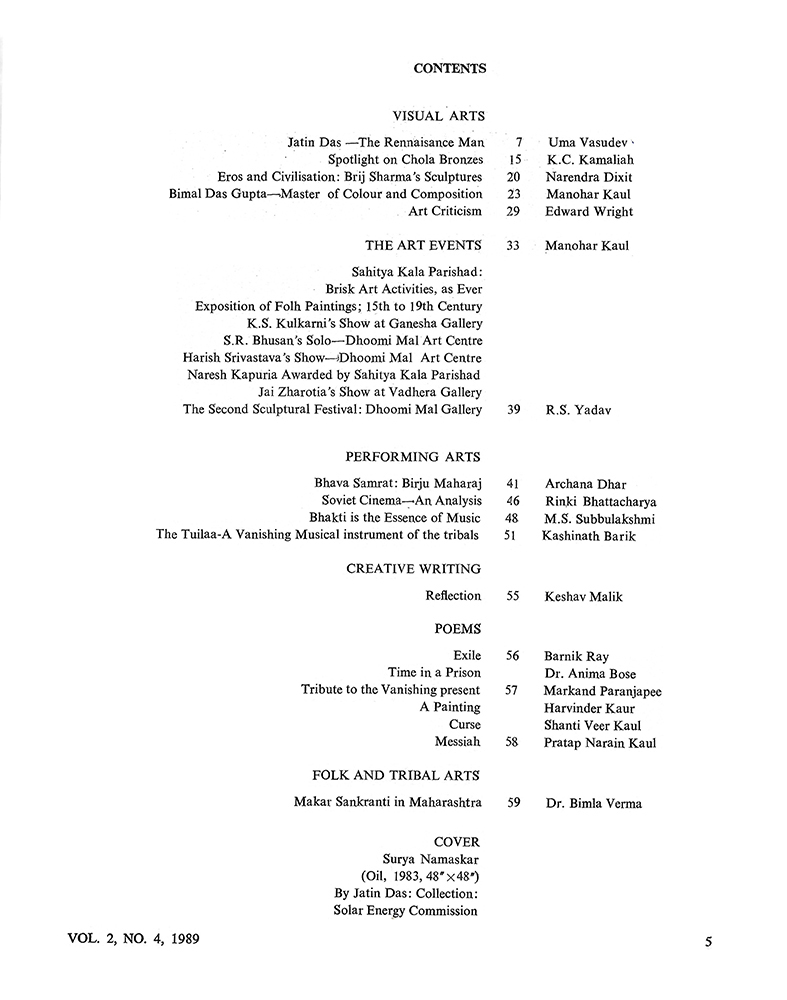 CONTENTS
VISUAL ARTS
Jatin Das —The Rennaisance Man 7 Uma Vasudev
Spotlight on Chola Bronzes 15 K.C. Kamaliah
Eros and Civilisation: Brij Sharma's Sculptures 20 Narendra Dixit
Bimal Das Gupta—Master of Colour and Composition 23 Manohar Kaul
Art Criticism 29 Edward Wright
THE ART EVENTS 33 Manohar Kaul
Sahitya Kala Parishad:
Brisk Art Activities, as Ever
Exposition of Folh Paintings; 15th to 19th Century
K.S. Kulkarni's Show at Ganesha Gallery
S.R. Bhusan's Solo—Dhoomi Mal Art Centre
Harish Srivastava's Show—Dhoomi Mal Art Centre
Naresh Kapuria Awarded by Sahitya Kala Parishad
Jai Zharotia's Show at Vadhera Gallery
The Second Sculptural Festival: Dhoomi Mal Gallery 39 R.S. Yadav
PERFORMING ARTS
Bhava Samrat: Birju Maharaj 41 Archana Dhar
Soviet Cinema—An Analysis 46 Rinki Bhattacharya
Bhakti is the Essence of Music 48 M.S. Subbulakshmi
The Tuilaa-A Vanishing Musical instrument of the tribals 51 Kashinath Barik
CREATIVE WRITING
Reflection 55 Keshav Malik
POEMS
Exile 56 Barnik Ray
Time in a Prison Dr. Anima Bose
Tribute to the Vanishing present 57 Markand Paranjapee
A Painting Harvinder Kaur
Curse Shanti Veer Kaul
Messiah 58 Pratap Narain Kaul
FOLK AND TRIBAL ARTS
Makar Sankranti in Maharashtra 59 Dr. Bimla Verma
COVER
Surya Namaskar
(Oil, 1983, 48"×48")
By Jatin Das: Collection:
Solar Energy Commission
VOL. 2, NO. 4, 1989 5